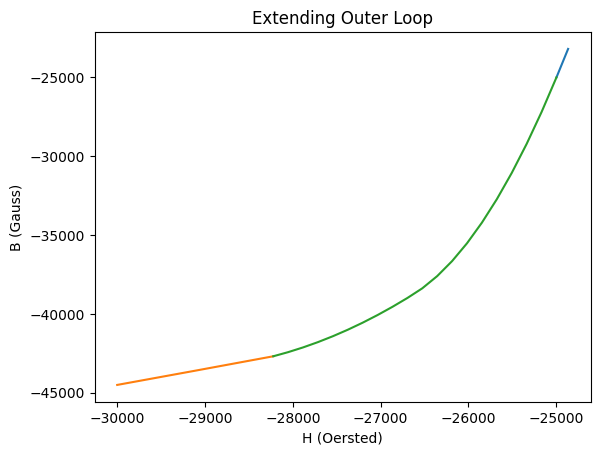 Extending Outer Loop
B (Gauss)
−25000
−30000
−35000
−40000
−45000
−30000 −29000 −28000 −27000 −26000 −25000
H (Oersted)